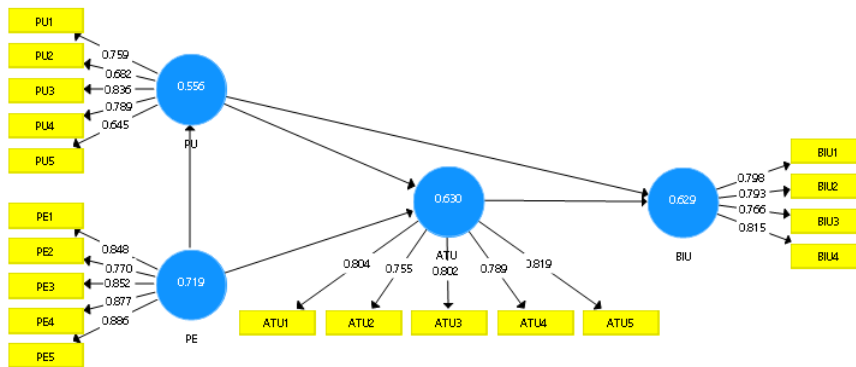 PU1
PU2
PU3
PU4
PU5
0.759
0.682
0.836
0.789
0.645
0.556
PU
PE1
PE2
PE3
PE4
PE5
0.848
0.770
0.852
0.877
0.886
0.719
PE
0.630
ATU
0.804
0.755
0.802
0.789
0.819
ATU1
ATU2
ATU3
ATU4
ATU5
0.629
BIU
0.798
0.793
0.766
0.815
BIU1
BIU2
BIU3
BIU4